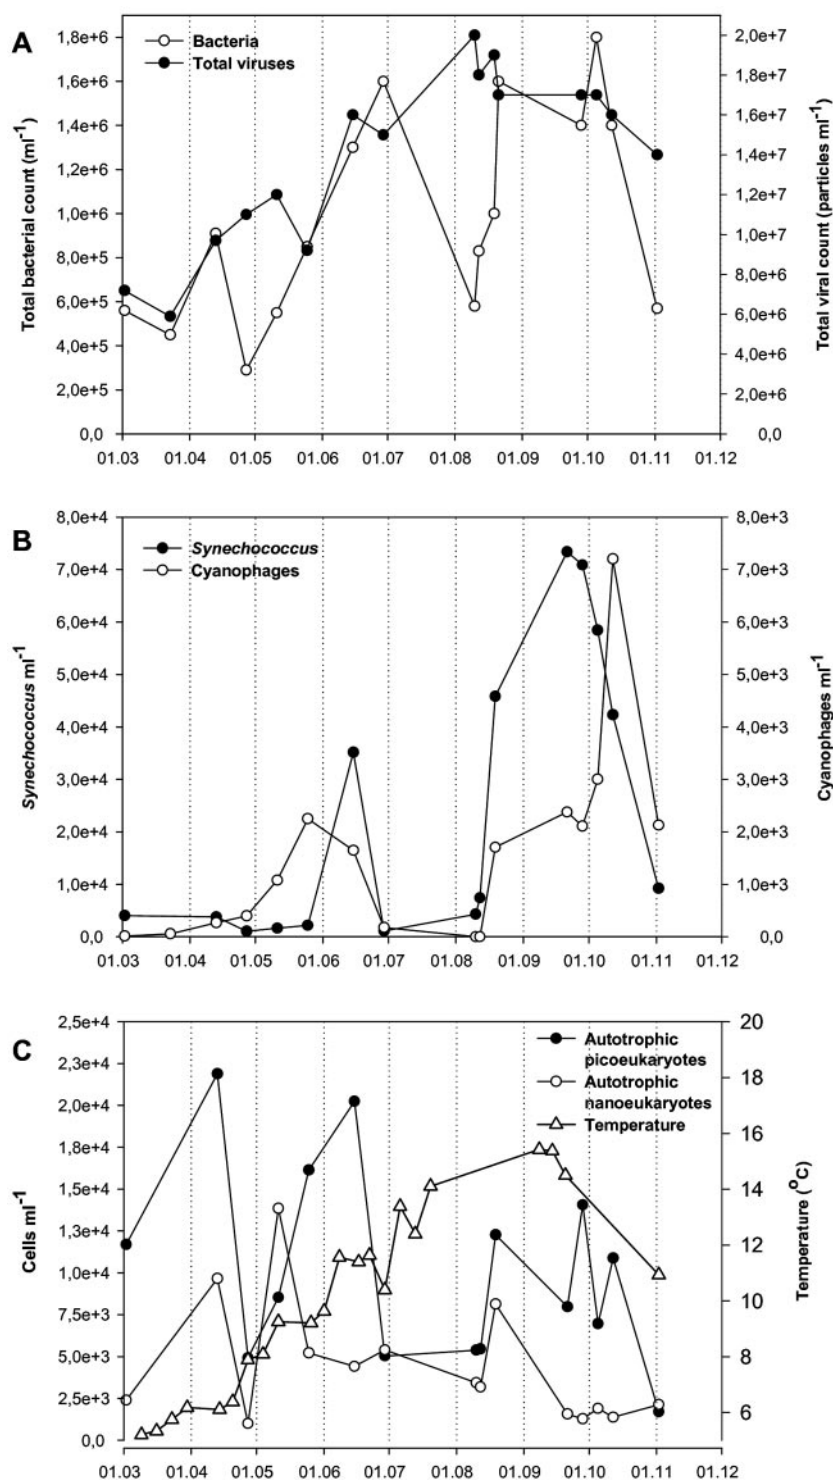 A
Bacteria
Total viruses
Total bacterial count (ml-1)
1,8e+6
1,6e+6
1,4e+6
1,2e+6
1,0e+6
8,0e+5
6,0e+5
4,0e+5
2,0e+5
0,0
2,0e+7
1,8e+7
1,6e+7
1,4e+7
1,2e+7
1,0e+7
8,0e+6
6,0e+6
4,0e+6
2,0e+6
0,0
Total viral count (particles ml-1)
01.03 01.04 01.05 01.06 01.07 01.08 01.09 01.10 01.11 01.12
B
Synechococcus
Cyanophages
Synechococcus ml-1
8,0e+4
7,0e+4
6,0e+4
5,0e+4
4,0e+4
3,0e+4
2,0e+4
1,0e+4
0,0
8,0e+3
7,0e+3
6,0e+3
5,0e+3
4,0e+3
3,0e+3
2,0e+3
1,0e+3
0,0
Cyanophages ml-1
01.03 01.04 01.05 01.06 01.07 01.08 01.09 01.10 01.11 01.12
C
Autotrophic
picoeukaryotes
Autotrophic
nanoeukaryotes
Temperature
Cells ml-1
2,5e+4
2,3e+4
2,0e+4
1,8e+4
1,5e+4
1,3e+4
1,0e+4
7,5e+3
5,0e+3
2,5e+3
0,0
20
18
16
14
12
10
8
6
Temperature (oC)
01.03 01.04 01.05 01.06 01.07 01.08 01.09 01.10 01.11 01.12